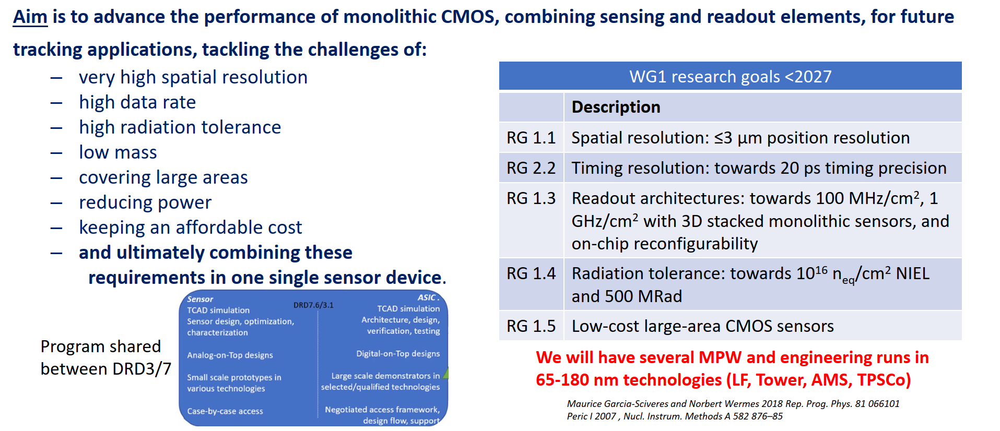 Aim is to advance the performance of monolithic CMOS, combining sensing and readout elements, for future
tracking applications, tackling the challenges of:
– very high spatial resolution
– high data rate
– high radiation tolerance
– low mass
– covering large areas
– reducing power
– keeping an affordable cost
– and ultimately combining these
requirements in one single sensor device.
Program shared
between DRD3/7
DRD7.6/3.1
Sensor
TCAD simulation
Sensor design, optimization,
characterization
Analog-on-Top designs
Small scale prototypes in
various technologies
Case-by-case access
ASIC .
TCAD simulation
Architecture, design,
verification, testing
Digital-on-Top designs
Large scale demonstrators in
selected/qualified technologies
Negotiated access framework,
design flow, support
WG1 research goals <2027
Description
RG 1.1 Spatial resolution: ≤3 µm position resolution
RG 2.2 Timing resolution: towards 20 ps timing precision
RG 1.3 Readout architectures: towards 100 MHz/cm², 1
GHz/cm² with 3D stacked monolithic sensors, and
on-chip reconfigurability
RG 1.4 Radiation tolerance: towards 10¹⁶ neq/cm² NIEL
and 500 MRad
RG 1.5 Low-cost large-area CMOS sensors
We will have several MPW and engineering runs in
65-180 nm technologies (LF, Tower, AMS, TPSCo)
Maurice Garcia-Sciveres and Norbert Wermes 2018 Rep. Prog. Phys. 81 066101
Peric I 2007 , Nucl. Instrum. Methods A 582 876–85